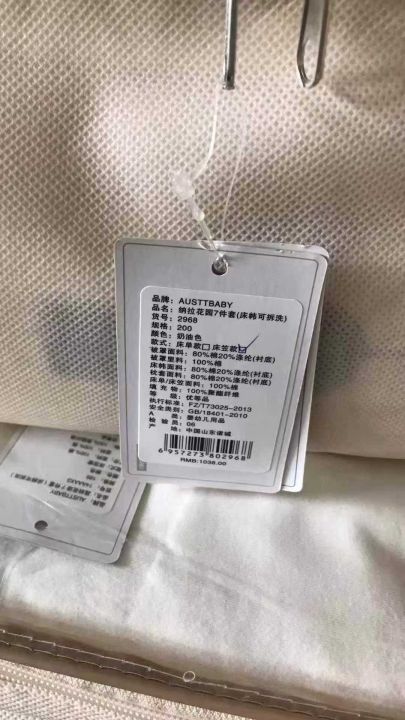 品牌: AUSTTBABY
品名: 纳拉花园7件套(床帏可拆洗)
货号: 2968
规格: 200
颜色: 奶油色
款式: 床单款□ 床笠款☑
被罩面料: 80%棉20%涤纶(衬底)
被罩里料: 100%棉
床帏面料: 80%棉20%涤纶(衬底)
枕套面料: 80%棉20%涤纶(衬底)
床单/床笠面料: 100%棉
填充物: 100%聚酯纤维
等级: 优等品
执行标准: FZ/T73025-2013
安全类别: GB/18401-2010
A 婴幼儿用品
检验员: 06
产地: 中国山东诸城
6 957273 802968
RMB:1038.00
AUSTTBABY